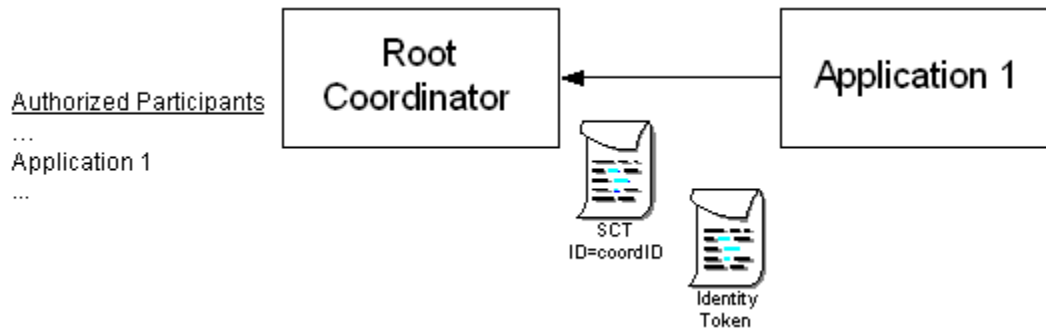 Root
Coordinator
Application 1
Authorized Participants
...
Application 1
...
SCT
ID=coordID
Identity
Token